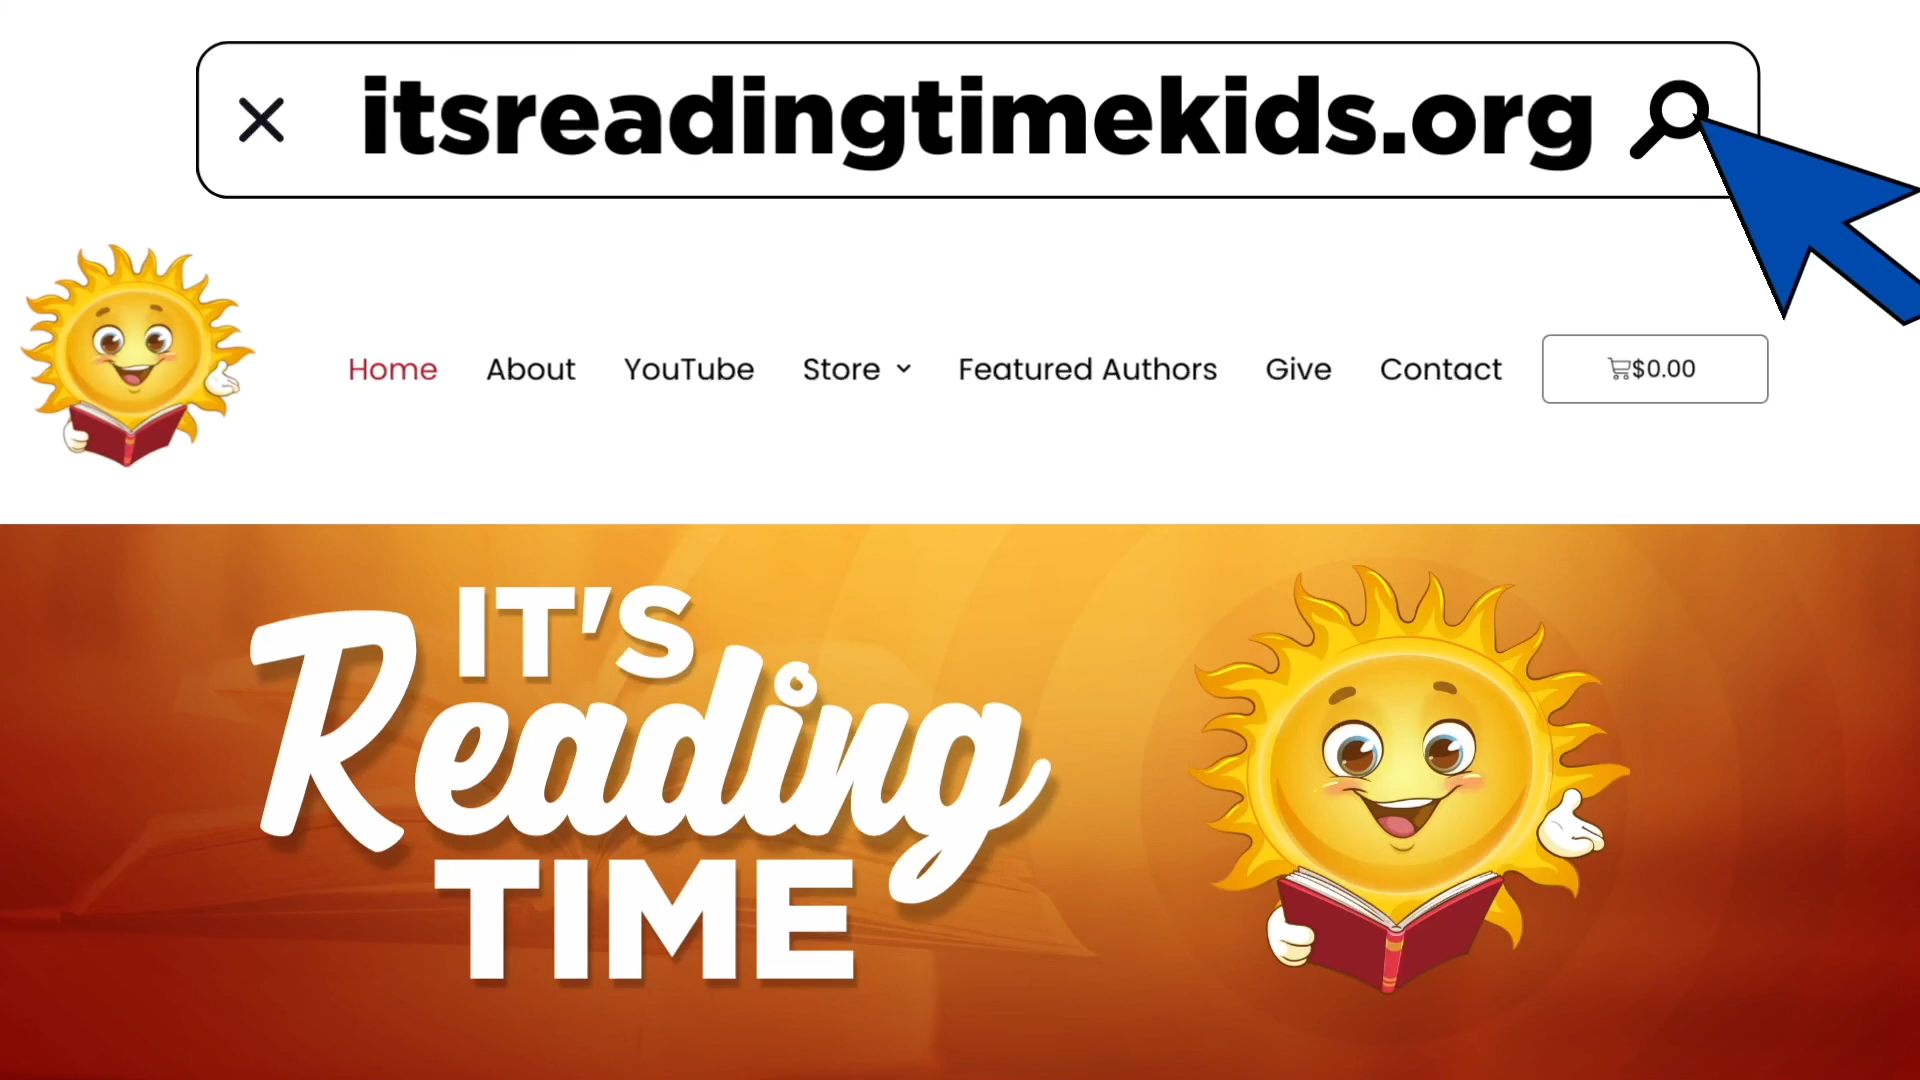 itsreadingtimekids.org
Home About YouTube Store Featured Authors Give Contact $0.00
IT'S
Reading
TIME